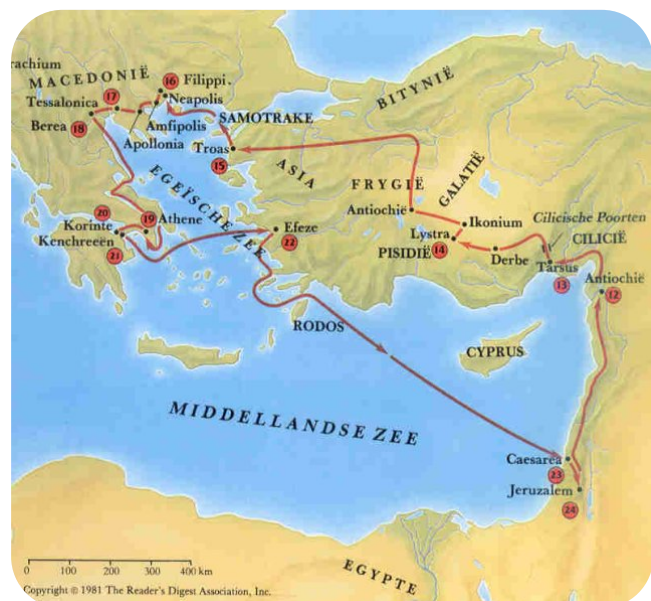 rachium
MACEDONIË
16 Filippi.
17
Tessalonica
Neapolis
Berea 18
Amfipolis
Apollonia
SAMOTRAKE
Troas
15
BITYNIË
ASIA
EGEÏSCHE ZEE
FRYGIË
GALATIË
Antiochië
Ikonium
Lystra
PISIDIË 14
Derbe
Cilicische Poorten
CILICIË
Tarsus
13
Antiochië
12
20
19 Athene
Korinte
Kenchreeën
21
Efeze
22
RODOS
CYPRUS
MIDDELLANDSE ZEE
Caesarea
23
Jeruzalem
24
EGYPTE
0 100 200 300 400 km
Copyright © 1981 The Reader's Digest Association, Inc.